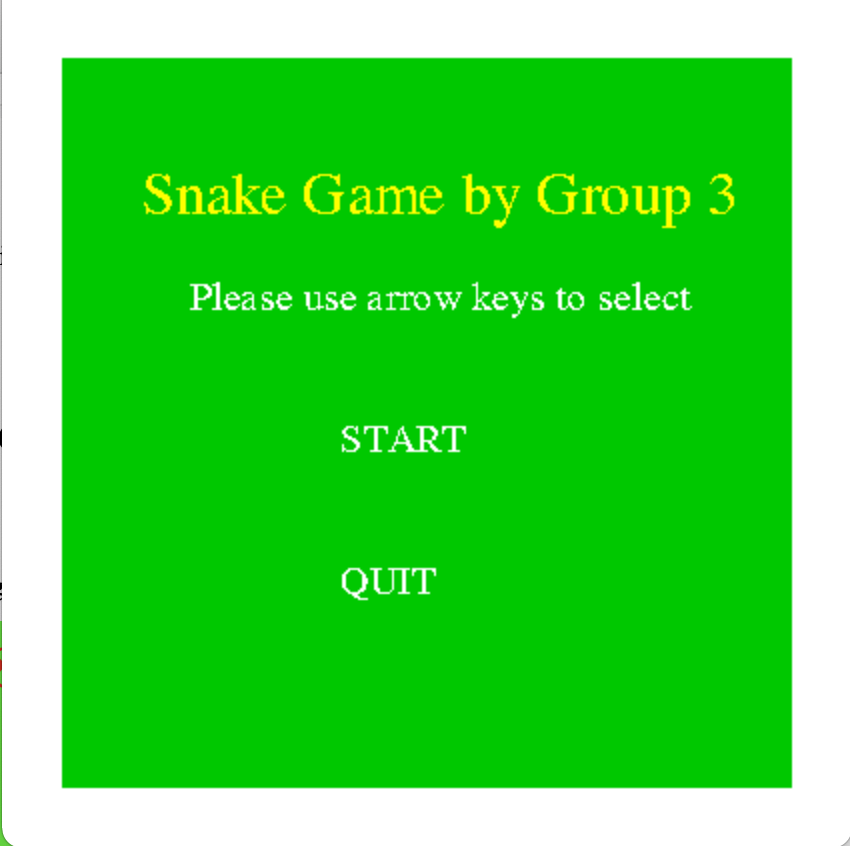 Snake Game by Group 3
Please use arrow keys to select
START
QUIT